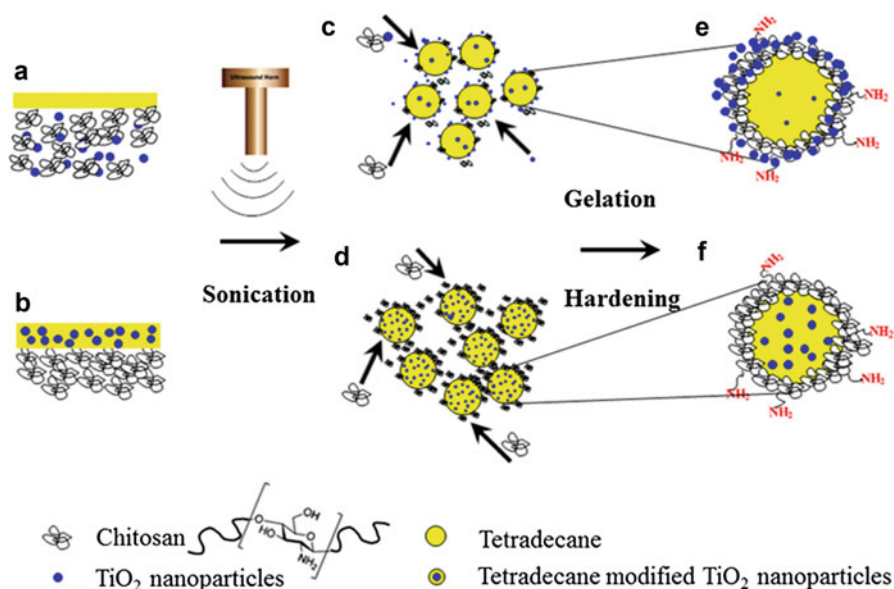 a
b
c
d
e
f
Ultrasound Horn
Sonication
Gelation
Hardening
NH₂
NH₂
NH₂
NH₂
NH₂
NH₂
NH₂
NH₂
NH₂
NH₂
Chitosan
O
OH
HO
O
NH₂
Tetradecane
TiO₂ nanoparticles
Tetradecane modified TiO₂ nanoparticles